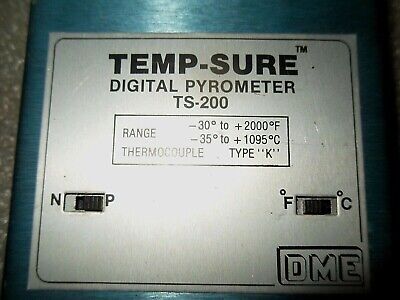 TEMP-SURE™
DIGITAL PYROMETER
TS-200
RANGE −30° to +2000°F
−35° to +1095°C
THERMOCOUPLE TYPE "K"
N P °F °C
DME